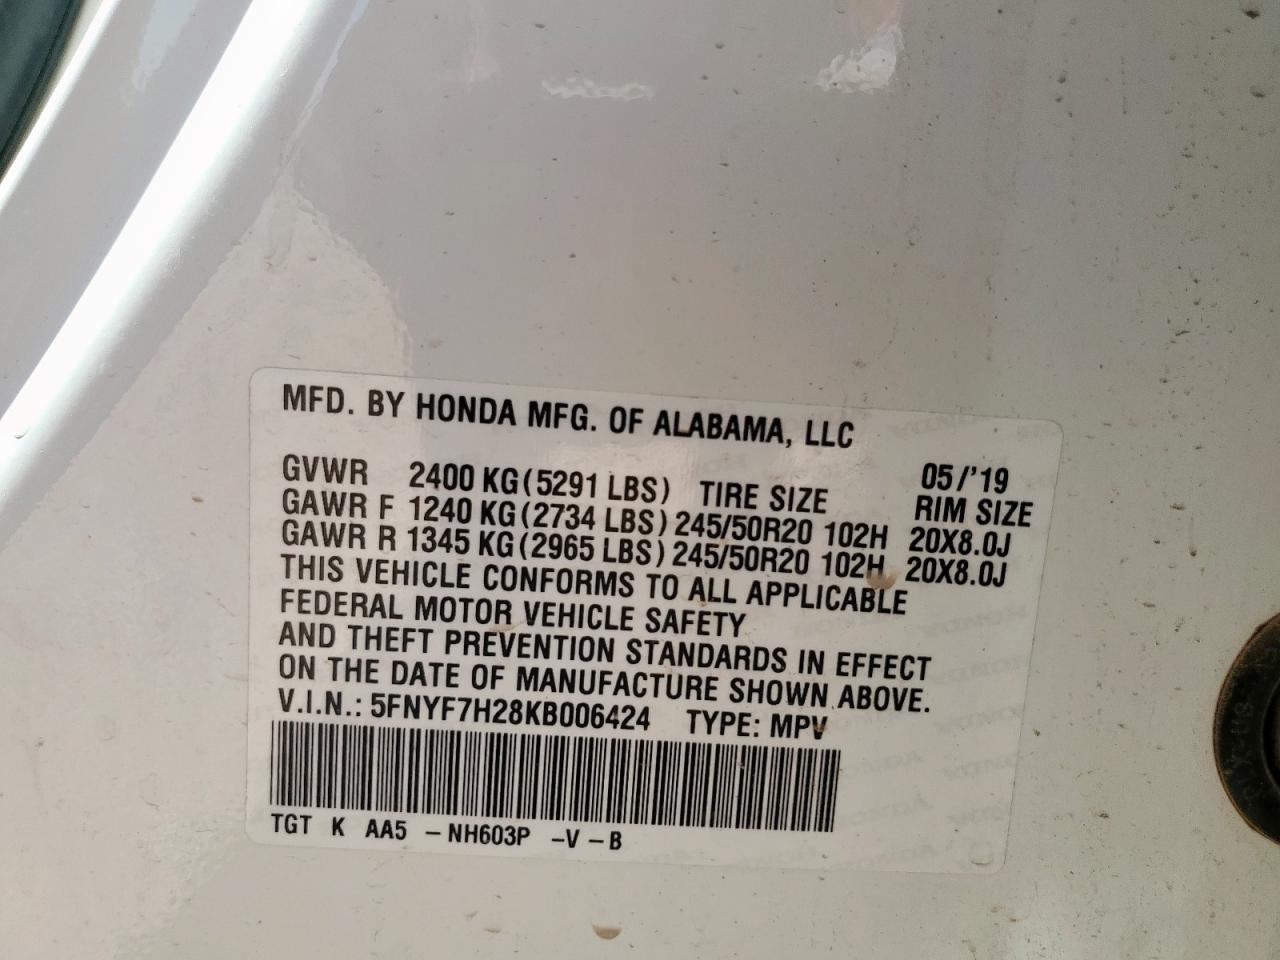 MFD. BY HONDA MFG. OF ALABAMA, LLC
GVWR 2400 KG (5291 LBS) TIRE SIZE 05/'19 RIM SIZE
GAWR F 1240 KG (2734 LBS) 245/50R20 102H 20X8.0J
GAWR R 1345 KG (2965 LBS) 245/50R20 102H 20X8.0J
THIS VEHICLE CONFORMS TO ALL APPLICABLE
FEDERAL MOTOR VEHICLE SAFETY
AND THEFT PREVENTION STANDARDS IN EFFECT
ON THE DATE OF MANUFACTURE SHOWN ABOVE.
V.I.N.: 5FNYF7H28KB006424 TYPE: MPV
TGT K AA5 - NH603P - V - B